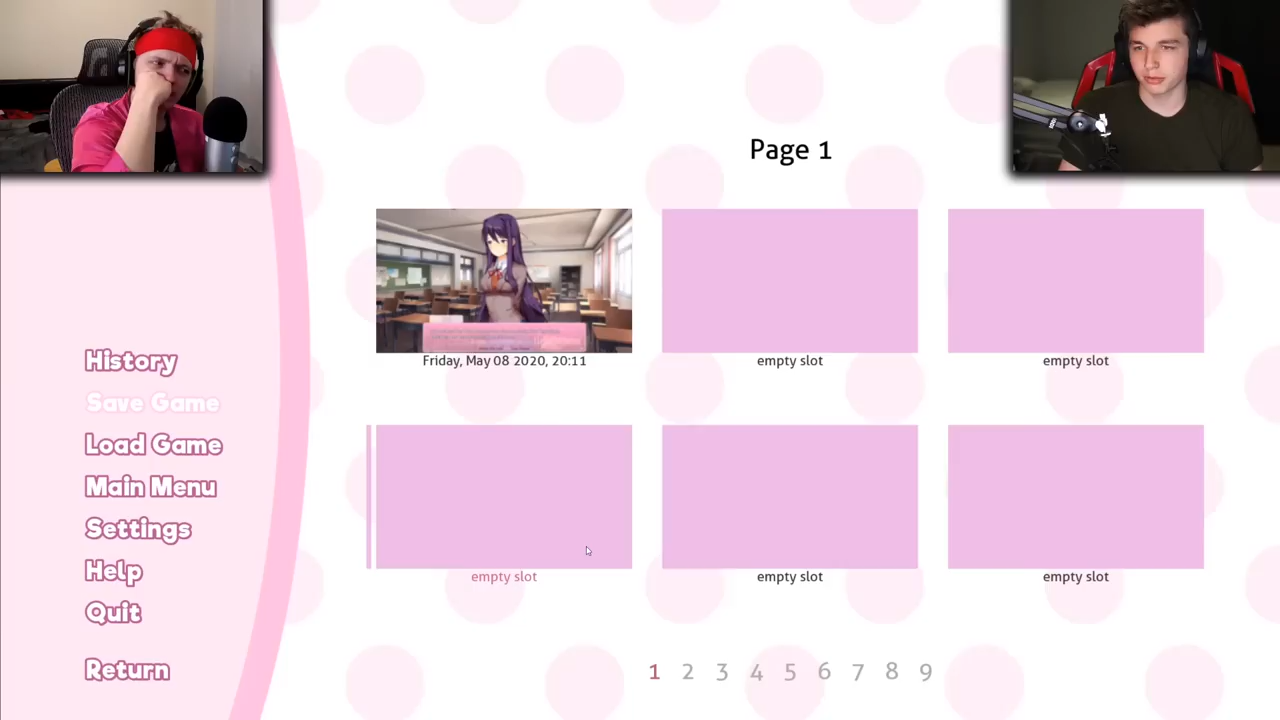 Page 1
Friday, May 08 2020, 20:11
empty slot
empty slot
empty slot
empty slot
empty slot
History
Save Game
Load Game
Main Menu
Settings
Help
Quit
Return
1 2 3 4 5 6 7 8 9